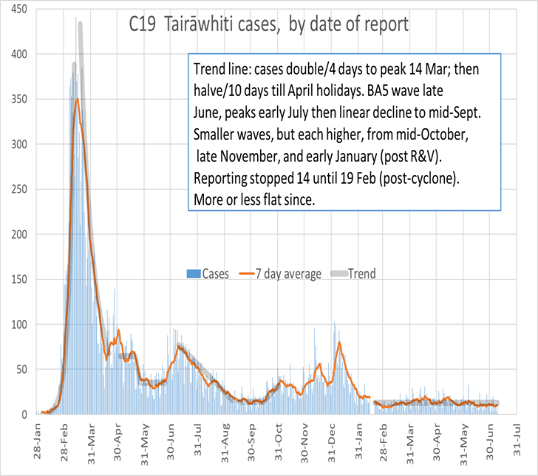 C19 Tairāwhiti cases, by date of report
Trend line: cases double/4 days to peak 14 Mar; then
halve/10 days till April holidays. BA5 wave late
June, peaks early July then linear decline to mid-Sept.
Smaller waves, but each higher, from mid-October,
late November, and early January (post R&V).
Reporting stopped 14 until 19 Feb (post-cyclone).
More or less flat since.
Cases 7 day average Trend
450
400
350
300
250
200
150
100
50
0
28-Jan 28-Feb 31-Mar 30-Apr 31-May 30-Jun 31-Jul 31-Aug 30-Sep 31-Oct 30-Nov 31-Dec 31-Jan 28-Feb 31-Mar 30-Apr 31-May 30-Jun 31-Jul